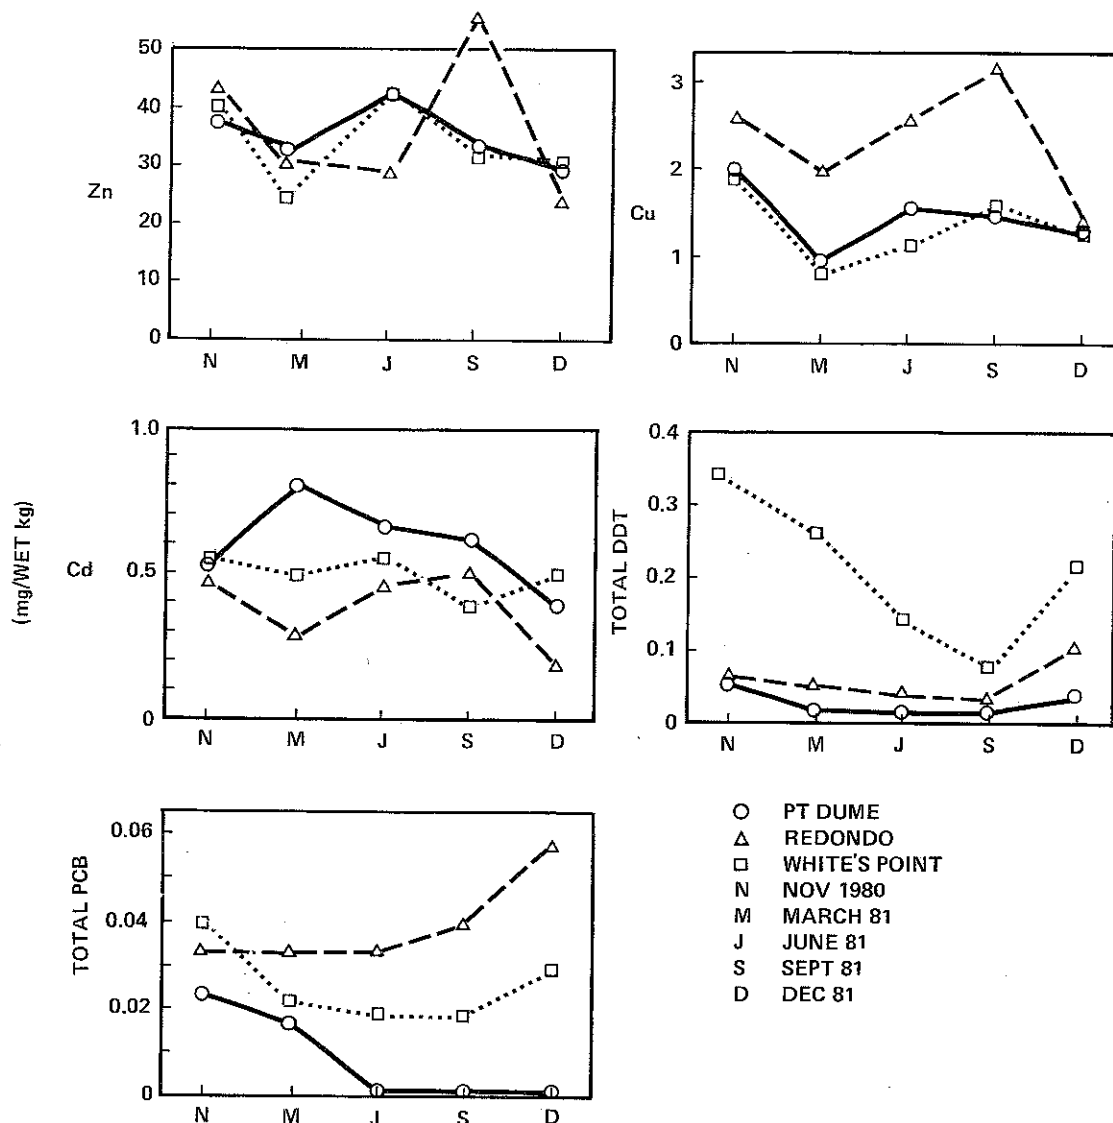 50
40
30
20
10
0
Zn
N M J S D
3
2
1
0
Cu
N M J S D
(mg/WET kg)
1.0
0.5
0
Cd
N M J S D
0.4
0.3
0.2
0.1
0
TOTAL DDT
N M J S D
0.06
0.04
0.02
0
TOTAL PCB
N M J S D
PT DUME
REDONDO
WHITE'S POINT
N NOV 1980
M MARCH 81
J JUNE 81
S SEPT 81
D DEC 81